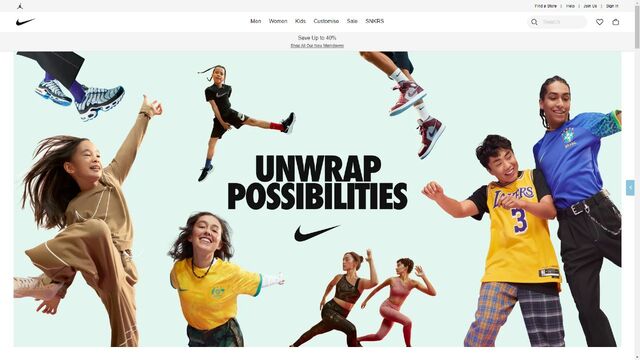 Find a Store | Help | Join Us | Sign In
Men Women Kids Customise Sale SNKRS
Search
Save Up to 40%
Shop All Our New Markdowns
UNWRAP
POSSIBILITIES
LAKERS
3
BRASIL